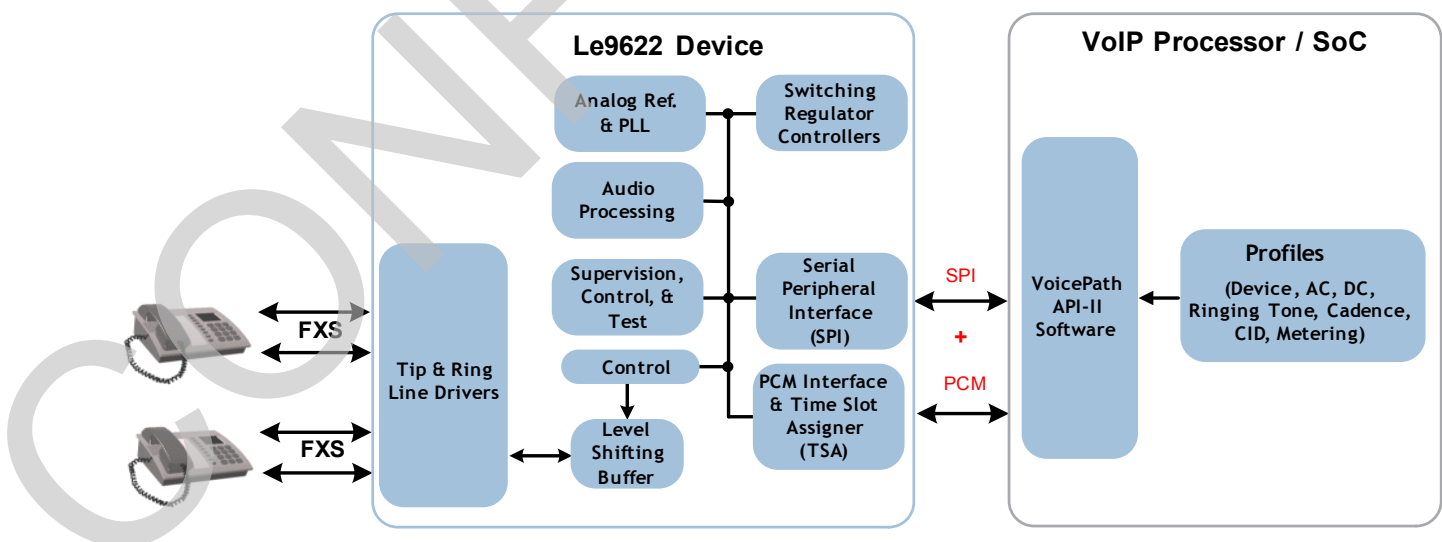 Le9622 Device
VoIP Processor / SoC
Analog Ref.
& PLL
Switching
Regulator
Controllers
Audio
Processing
Supervision,
Control, &
Test
Serial
Peripheral
Interface
(SPI)
Control
PCM Interface
& Time Slot
Assigner
(TSA)
Level
Shifting
Buffer
Tip & Ring
Line Drivers
FXS
FXS
SPI
+
PCM
VoicePath
API-II
Software
Profiles
(Device, AC, DC,
Ringing Tone, Cadence,
CID, Metering)
CON